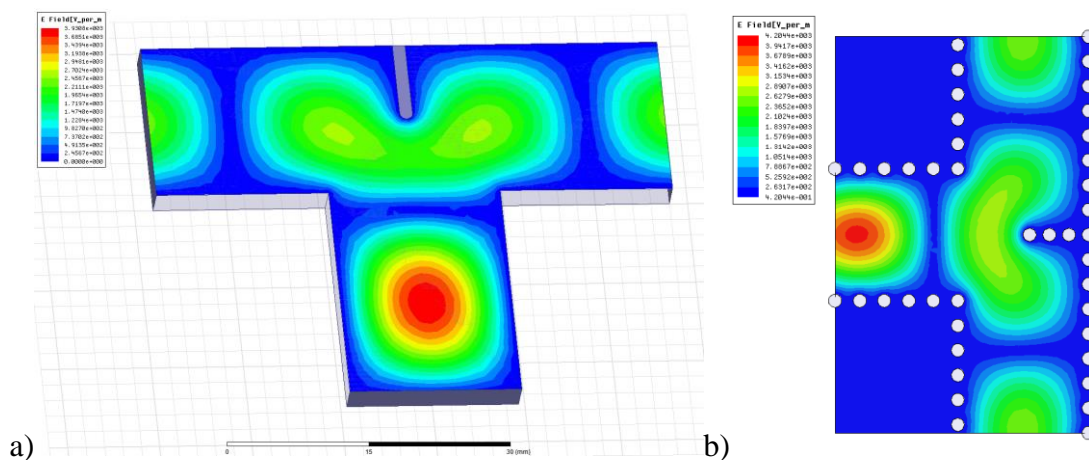 E Field[V_per_m
3.9308e+003
3.6851e+003
3.4394e+003
3.1938e+003
2.9481e+003
2.7024e+003
2.4567e+003
2.2111e+003
1.9654e+003
1.7197e+003
1.4740e+003
1.2284e+003
9.8270e+002
7.3702e+002
4.9135e+002
2.4567e+002
0.0000e+000
0 15 30 (mm)
a)
E Field[V_per_m
4.2044e+003
3.9417e+003
3.6789e+003
3.4162e+003
3.1534e+003
2.8907e+003
2.6279e+003
2.3652e+003
2.1024e+003
1.8397e+003
1.5769e+003
1.3142e+003
1.0514e+003
7.8867e+002
5.2592e+002
2.6317e+002
4.2044e-001
b)